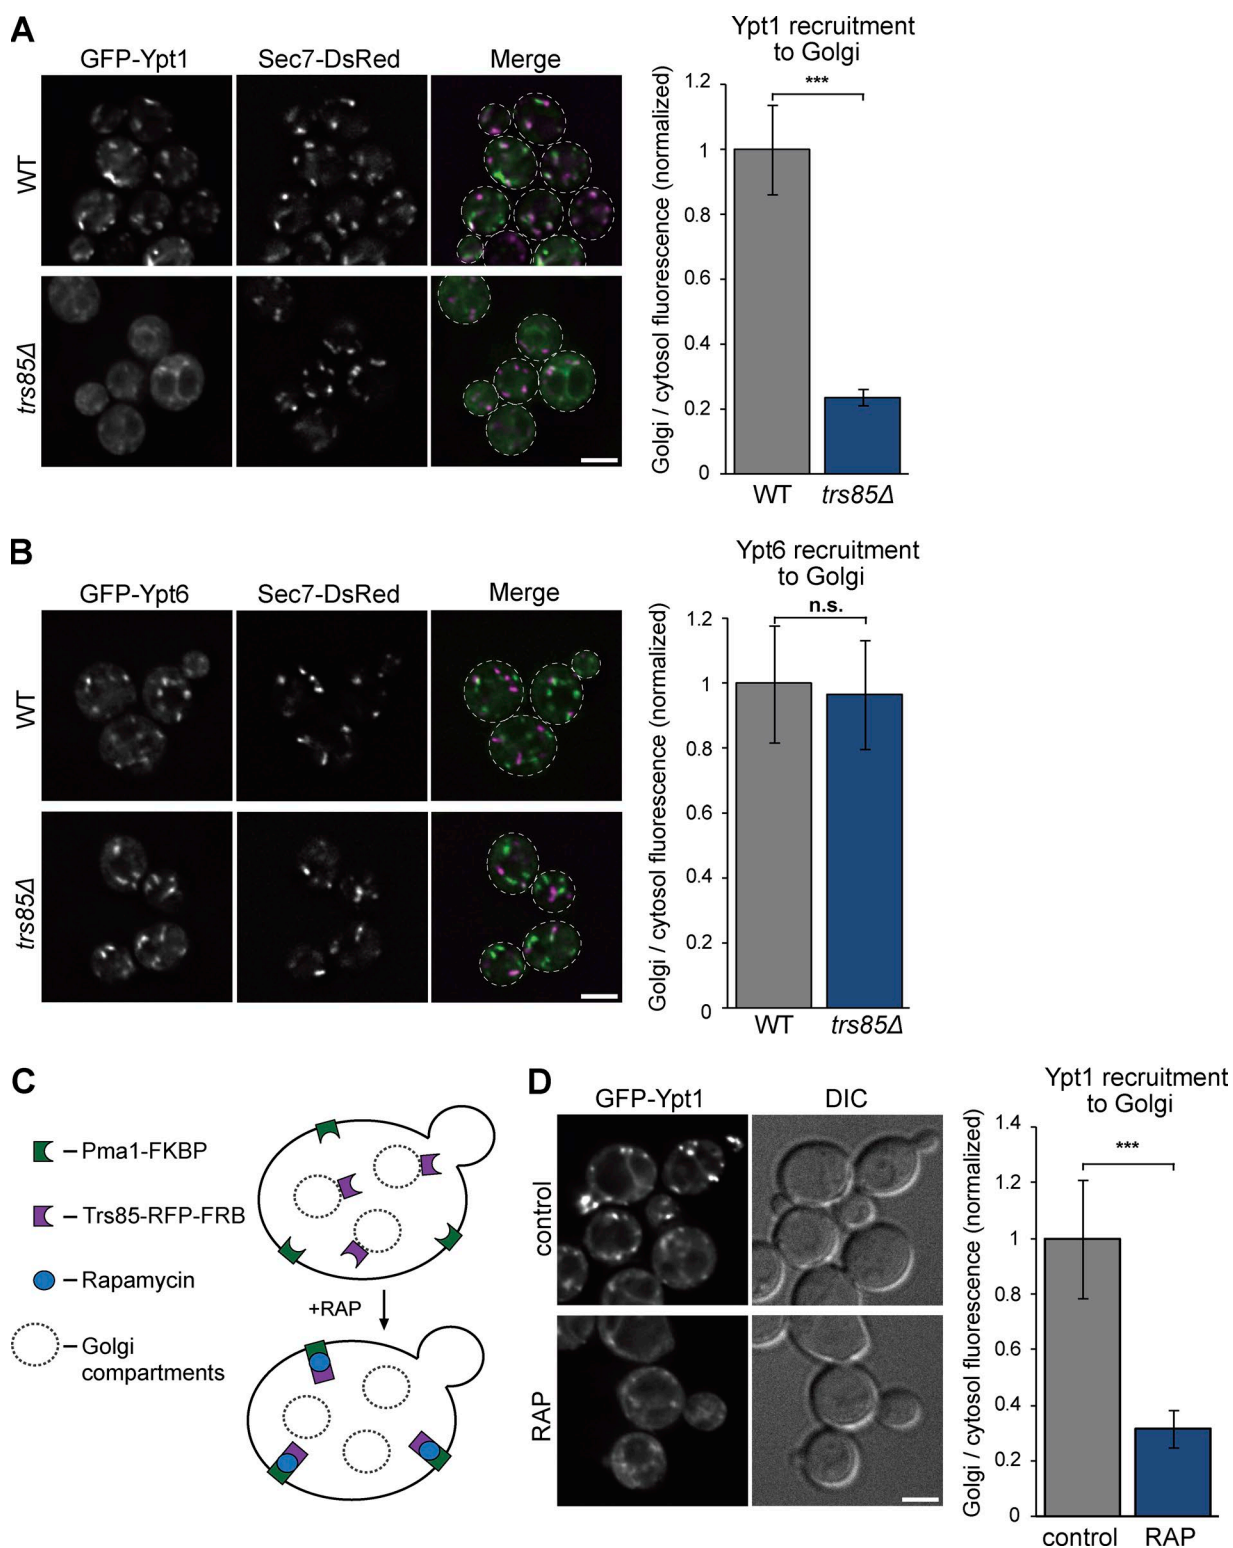 A
GFP-Ypt1
Sec7-DsRed
Merge
WT
trs85Δ
Ypt1 recruitment
to Golgi
Golgi / cytosol fluorescence (normalized)
1.2
1
0.8
0.6
0.4
0.2
0
***
WT
trs85Δ
B
GFP-Ypt6
Sec7-DsRed
Merge
WT
trs85Δ
Ypt6 recruitment
to Golgi
Golgi / cytosol fluorescence (normalized)
1.2
1
0.8
0.6
0.4
0.2
0
n.s.
WT
trs85Δ
C
Pma1-FKBP
Trs85-RFP-FRB
Rapamycin
Golgi
compartments
+RAP
D
GFP-Ypt1
DIC
control
RAP
Ypt1 recruitment
to Golgi
Golgi / cytosol fluorescence (normalized)
1.4
1.2
1
0.8
0.6
0.4
0.2
0
***
control
RAP